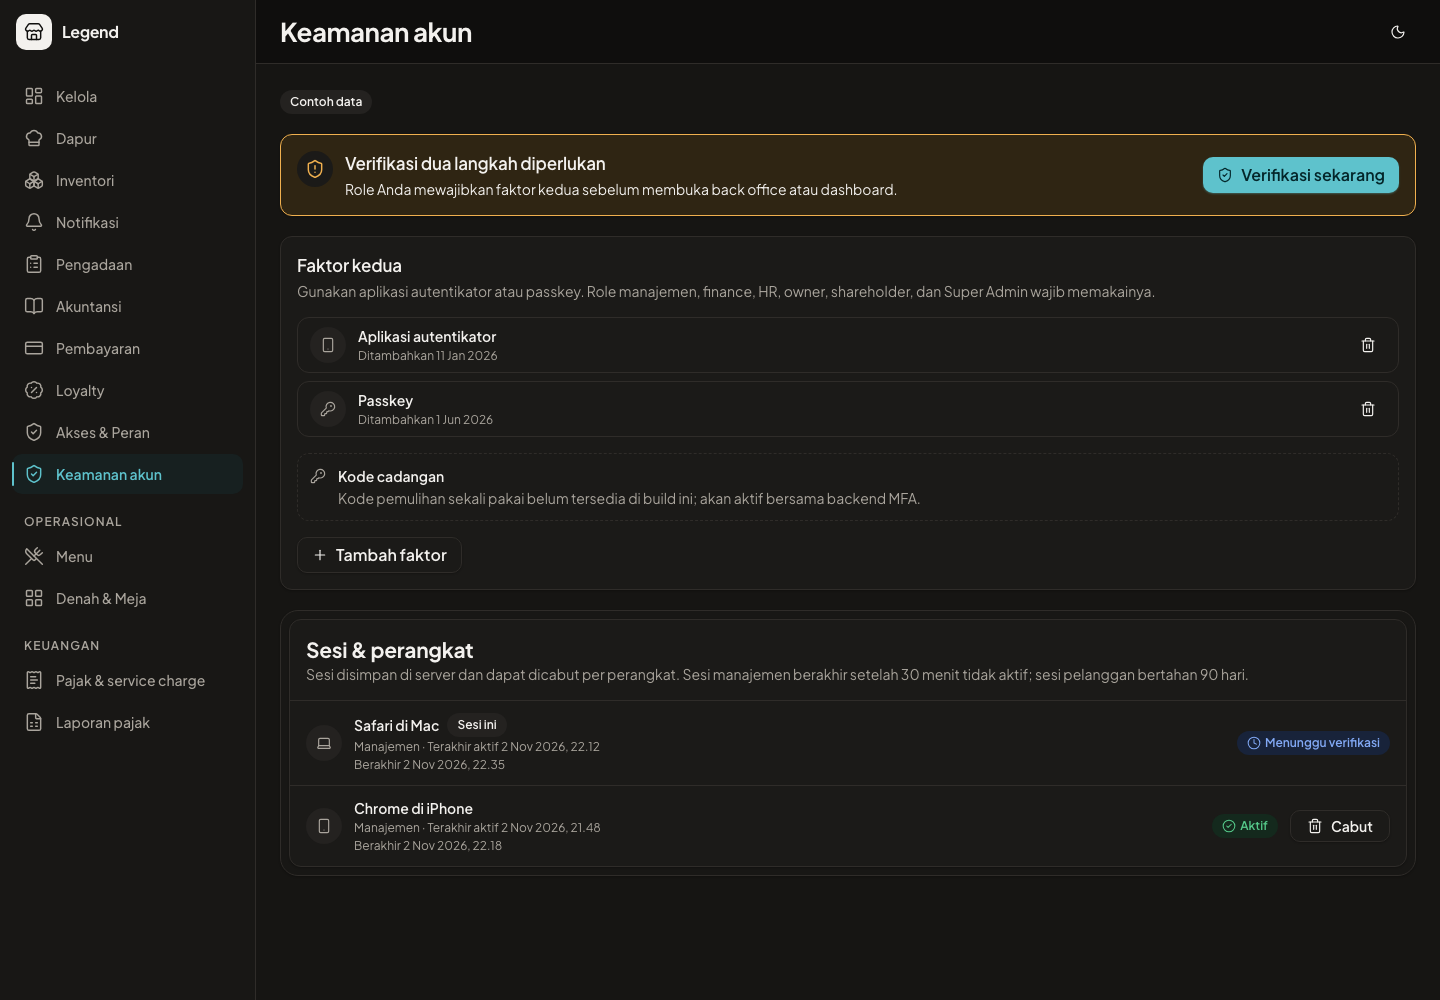 Legend
Keamanan akun
Kelola
Dapur
Inventori
Notifikasi
Pengadaan
Akuntansi
Pembayaran
Loyalty
Akses & Peran
Keamanan akun
OPERASIONAL
Menu
Denah & Meja
KEUANGAN
Pajak & service charge
Laporan pajak
Contoh data
Verifikasi dua langkah diperlukan
Role Anda mewajibkan faktor kedua sebelum membuka back office atau dashboard.
Verifikasi sekarang
Faktor kedua
Gunakan aplikasi autentikator atau passkey. Role manajemen, finance, HR, owner, shareholder, dan Super Admin wajib memakainya.
Aplikasi autentikator
Ditambahkan 11 Jan 2026
Passkey
Ditambahkan 1 Jun 2026
Kode cadangan
Kode pemulihan sekali pakai belum tersedia di build ini; akan aktif bersama backend MFA.
Tambah faktor
Sesi & perangkat
Sesi disimpan di server dan dapat dicabut per perangkat. Sesi manajemen berakhir setelah 30 menit tidak aktif; sesi pelanggan bertahan 90 hari.
Safari di Mac Sesi ini
Manajemen · Terakhir aktif 2 Nov 2026, 22.12
Berakhir 2 Nov 2026, 22.35
Menunggu verifikasi
Chrome di iPhone
Manajemen · Terakhir aktif 2 Nov 2026, 21.48
Berakhir 2 Nov 2026, 22.18
Aktif
Cabut